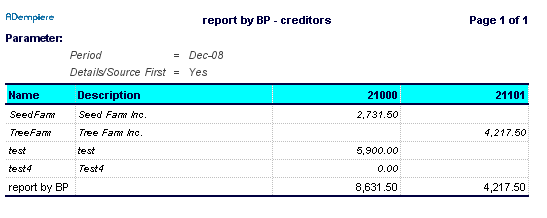 ADempiere report by BP - creditors Page 1 of 1
Parameter:
Period = Dec-08
Details/Source First = Yes
Name Description 21000 21101
SeedFarm Seed Farm Inc. 2,731.50
TreeFarm Tree Farm Inc. 4,217.50
test test 5,900.00
test4 Test4 0.00
report by BP 8,631.50 4,217.50